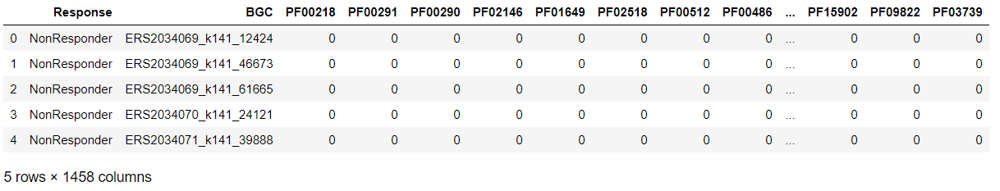 Response BGC PF00218 PF00291 PF00290 PF02146 PF01649 PF02518 PF00512 PF00486 ... PF15902 PF09822 PF03739
0 NonResponder ERS2034069_k141_12424 0 0 0 0 0 0 0 0 ... 0 0 0
1 NonResponder ERS2034069_k141_46673 0 0 0 0 0 0 0 0 ... 0 0 0
2 NonResponder ERS2034069_k141_61665 0 0 0 0 0 0 0 0 ... 0 0 0
3 NonResponder ERS2034070_k141_24121 0 0 0 0 0 0 0 0 ... 0 0 0
4 NonResponder ERS2034071_k141_39888 0 0 0 0 0 0 0 0 ... 0 0 0
5 rows × 1458 columns